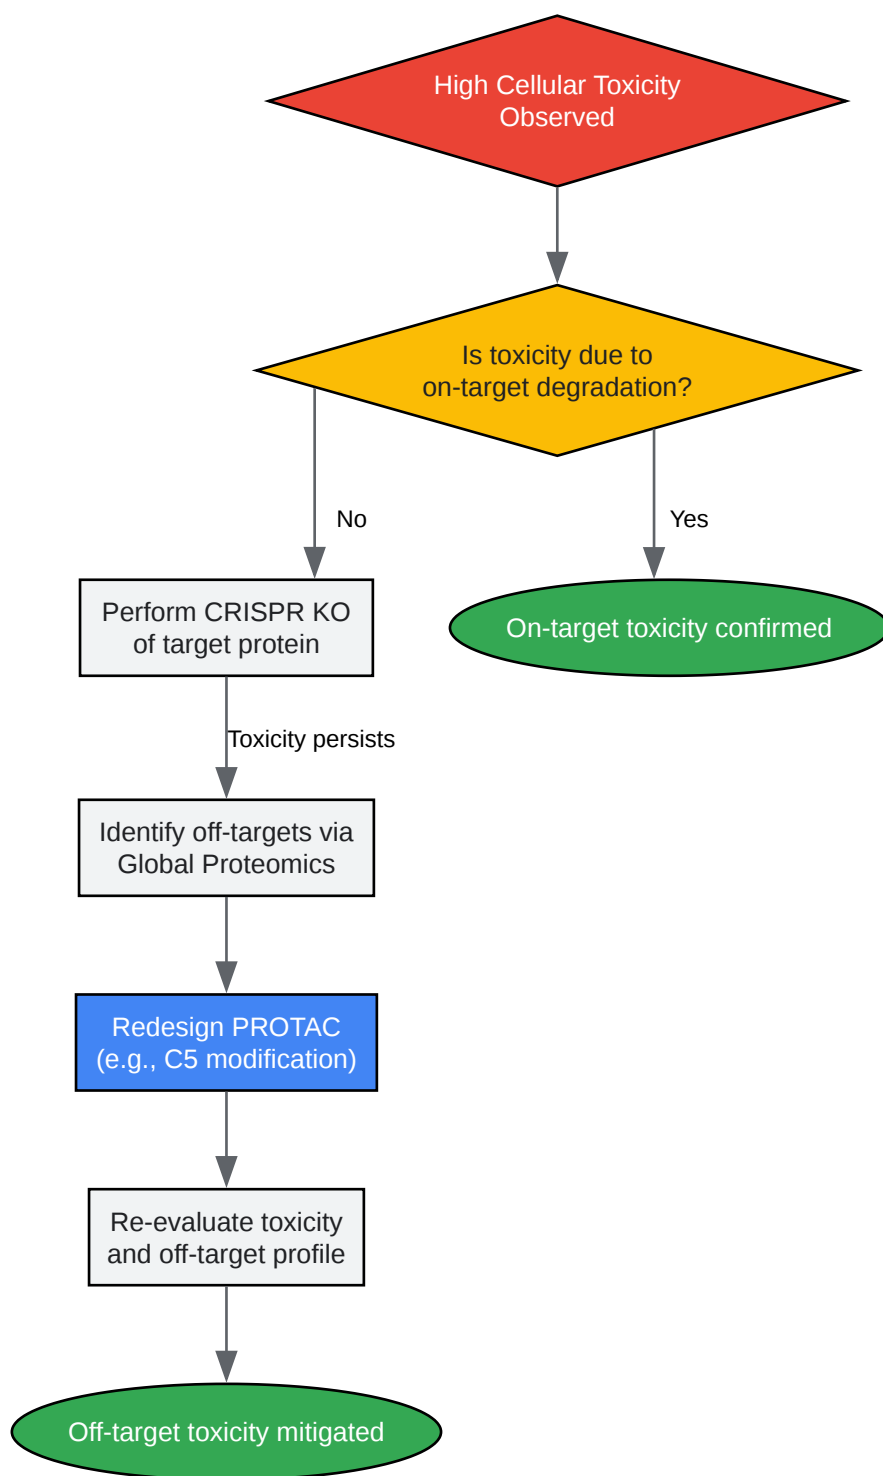 High Cellular Toxicity
Observed
Is toxicity due to
on-target degradation?
No
Yes
Perform CRISPR KO
of target protein
On-target toxicity confirmed
Toxicity persists
Identify off-targets via
Global Proteomics
Redesign PROTAC
(e.g., C5 modification)
Re-evaluate toxicity
and off-target profile
Off-target toxicity mitigated